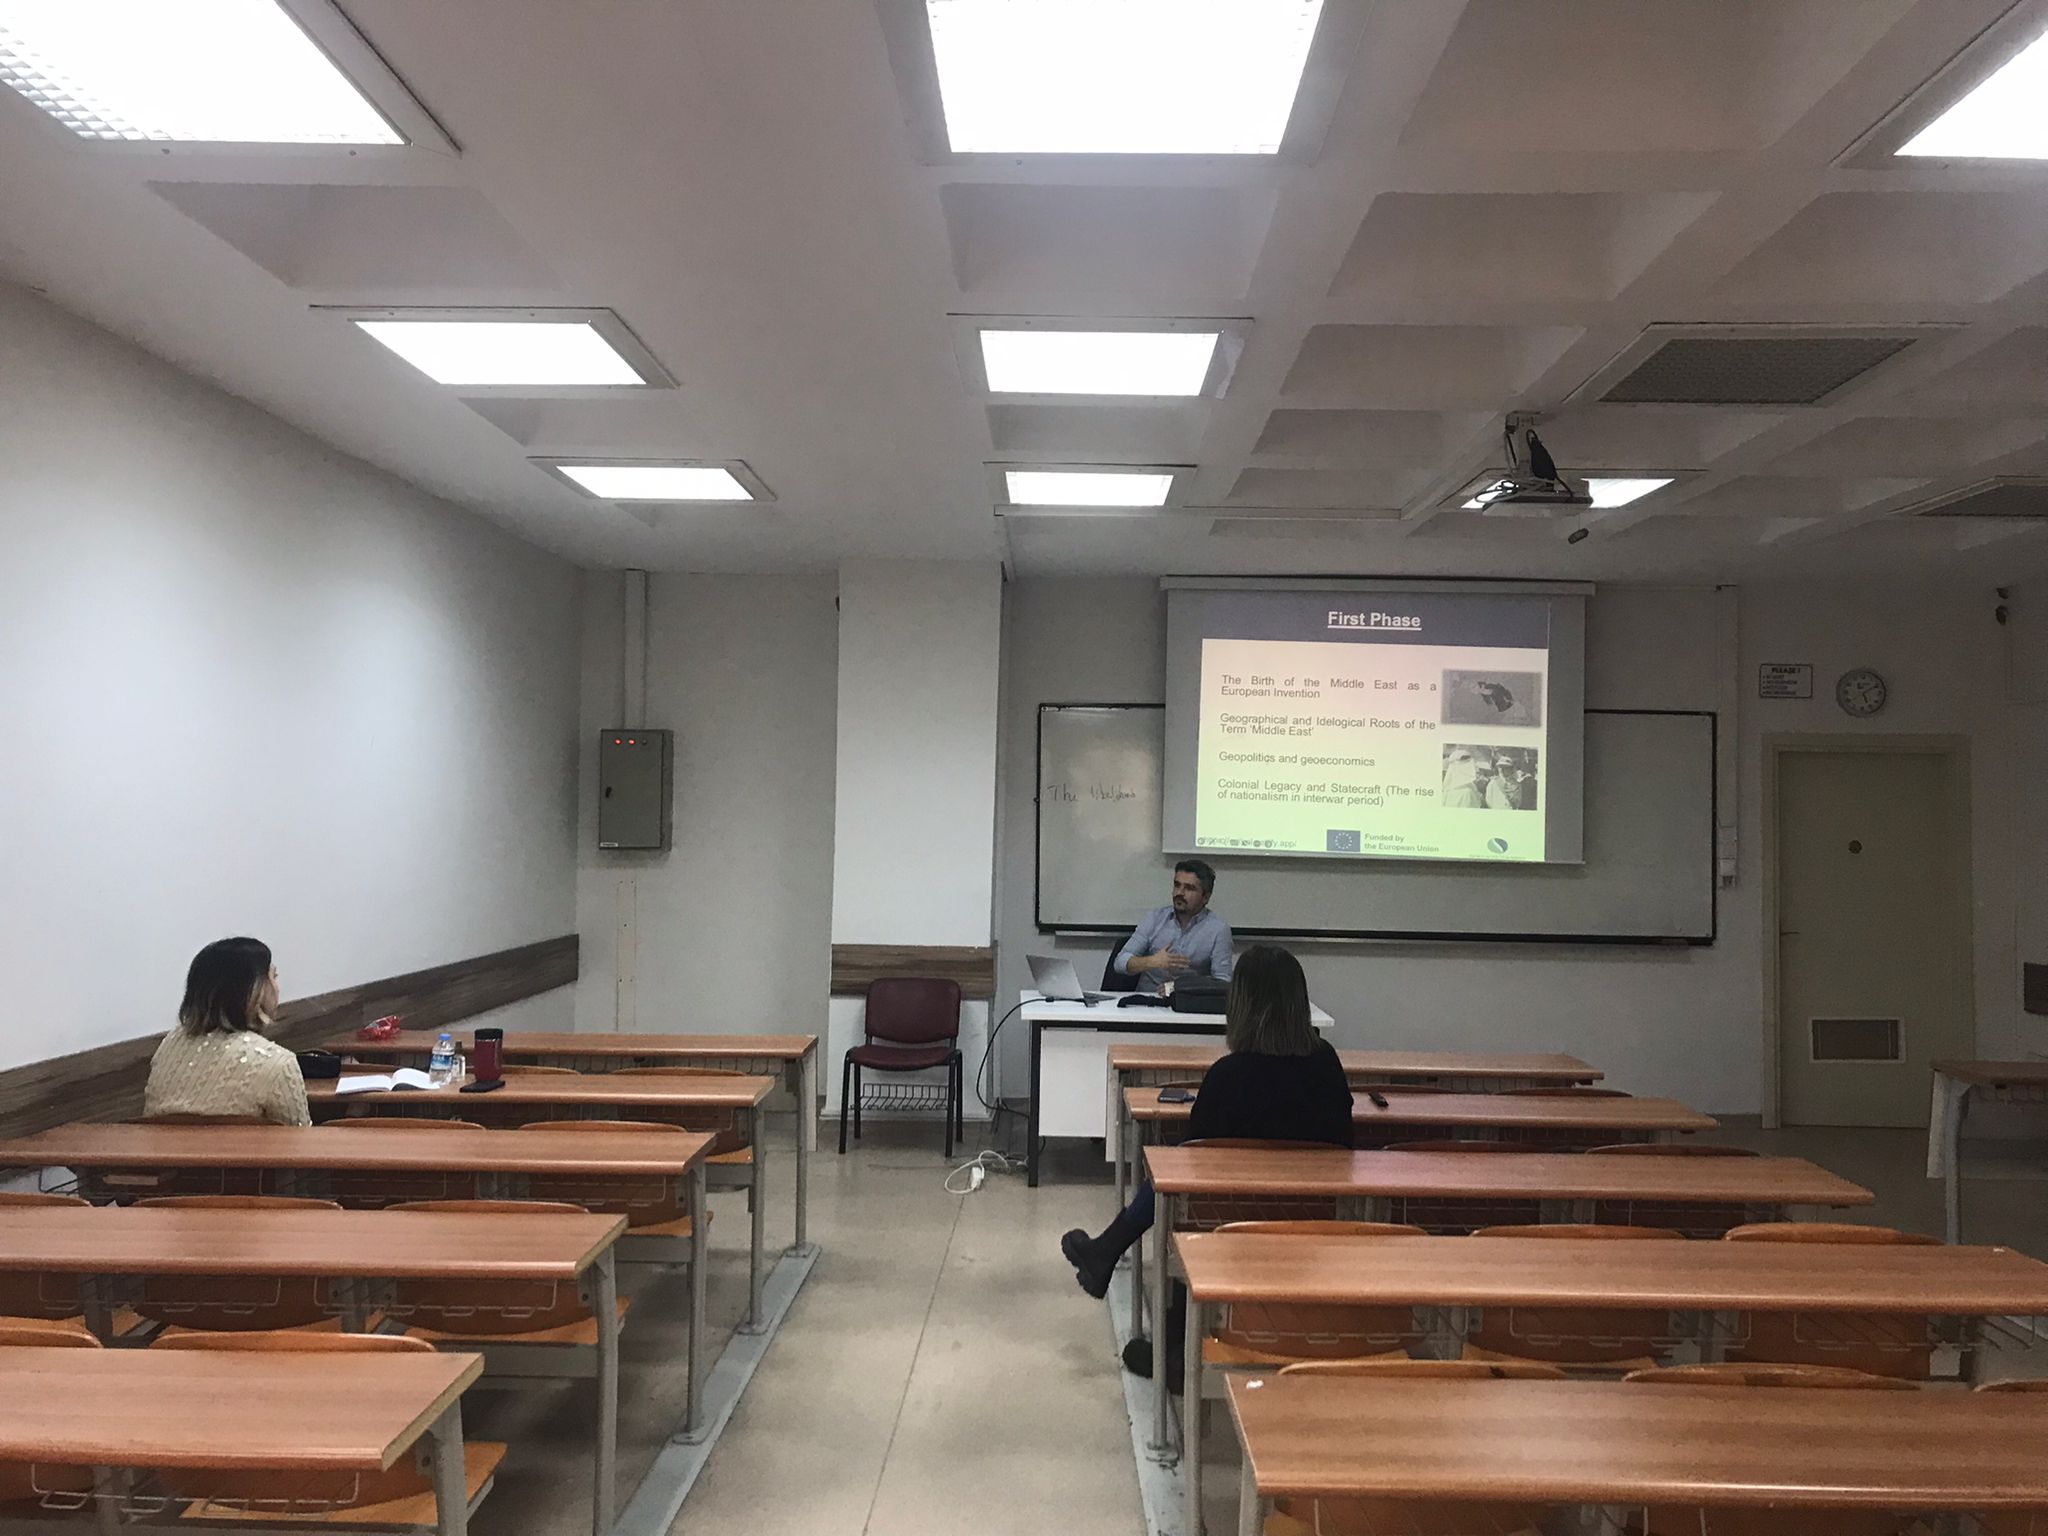 First Phase
The Birth of the Middle East as a
European Invention
Geographical and Idelogical Roots of the
Term 'Middle East'
Geopolitics and geoeconomics
Colonial Legacy and Statecraft (The rise
of nationalism in interwar period)
Funded by
the European Union
The
PLEASE !